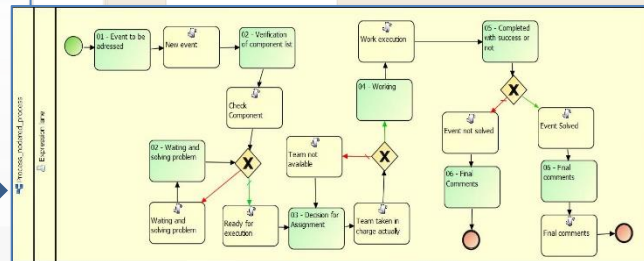 Process_modered_process
Expression lane
01 - Event to be
adressed
New event
02 - Verification
of component list
Check
Component
02 - Waiting and
solving problem
Waiting and
solving problem
Ready for
execution
03 - Decision for
Assignment
Team not
available
Team taken in
charge actually
04 - Working
Work execution
05 - Completed
with success or
not
Event not solved
06 - Final
Comments
Event Solved
06 - Final
comments
Final comments